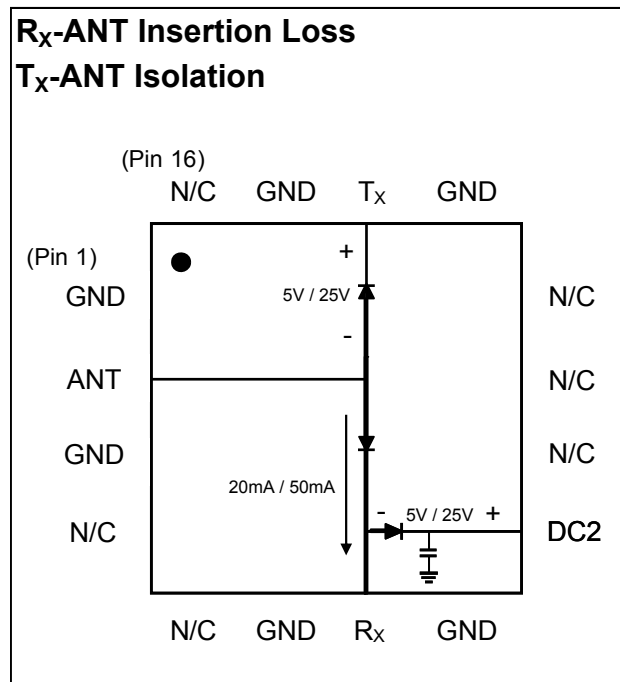 Rx-ANT Insertion Loss
Tx-ANT Isolation
(Pin 16)
N/C GND Tx GND
(Pin 1)
+
GND 5V / 25V N/C
-
ANT N/C
GND N/C
20mA / 50mA
- 5V / 25V +
N/C DC2
N/C GND Rx GND